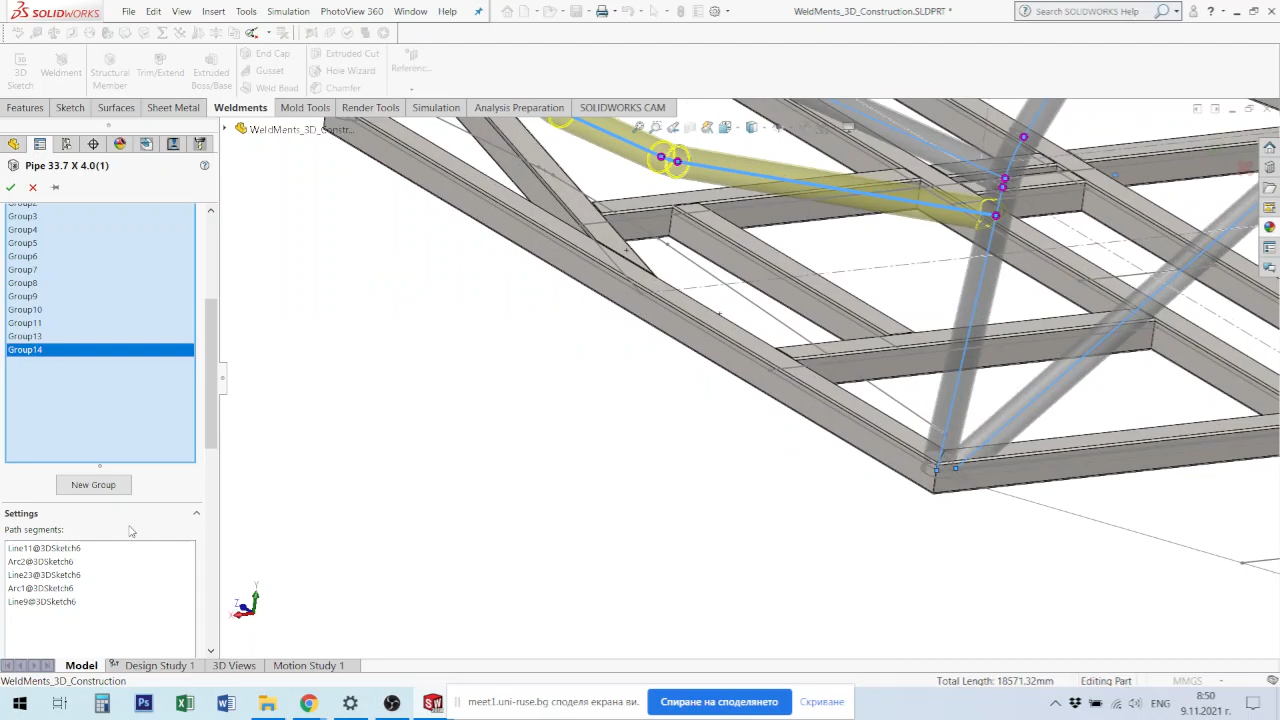 SOLIDWORKS File Edit View Insert Tools Simulation PhotoView 360 Window Help WeldMents_3D_Construction.SLDPRT * Search SOLIDWORKS Help
3D Sketch
Weldment
Structural Member
Trim/Extend
Extruded Boss/Base
End Cap
Gusset
Weld Bead
Extruded Cut
Hole Wizard
Chamfer
Referenc...
Features Sketch Surfaces Sheet Metal Weldments Mold Tools Render Tools Simulation Analysis Preparation SOLIDWORKS CAM
WeldMents_3D_Constr...
Pipe 33.7 X 4.0(1)
Group2
Group3
Group4
Group5
Group6
Group7
Group8
Group9
Group10
Group11
Group13
Group14
New Group
Settings
Path segments:
Line11@3DSketch6
Arc2@3DSketch6
Line23@3DSketch6
Arc1@3DSketch6
Line9@3DSketch6
Y
Z
X
Model Design Study 1 3D Views Motion Study 1
WeldMents_3D_Construction Total Length: 18571.32mm Editing Part MMGS
meet1.uni-ruse.bg споделя екрана ви. Спиране на споделянето Скриване
ENG
8:50
9.11.2021 г.